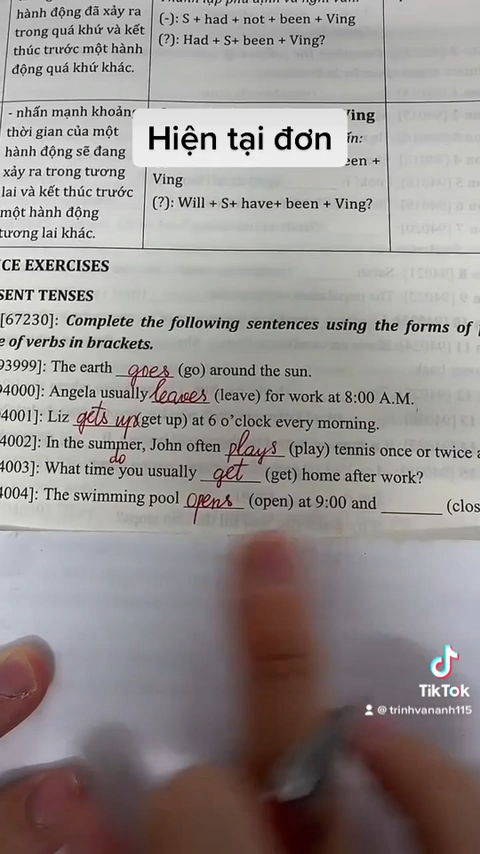 hành động đã xảy ra
trong quá khứ và kết
thúc trước một hành
động quá khứ khác.
(-): S + had + not + been + Ving
(?): Had + S+ been + Ving?
- nhấn mạnh khoảng
thời gian của một
hành động sẽ đang
xảy ra trong tương
lai và kết thúc trước
một hành động
tương lai khác.
Ving
Hiện tại đơn
een +
Ving
(?): Will + S+ have+ been + Ving?
CE EXERCISES
SENT TENSES
[67230]: Complete the following sentences using the forms of
e of verbs in brackets.
93999]: The earth goes (go) around the sun.
94000]: Angela usually leaves (leave) for work at 8:00 A.M.
4001]: Liz gets up (get up) at 6 o'clock every morning.
4002]: In the summer, John often plays (play) tennis once or twice a
4003]: What time do you usually get (get) home after work?
4004]: The swimming pool opens (open) at 9:00 and ______ (clos
TikTok
@trinhvananh115